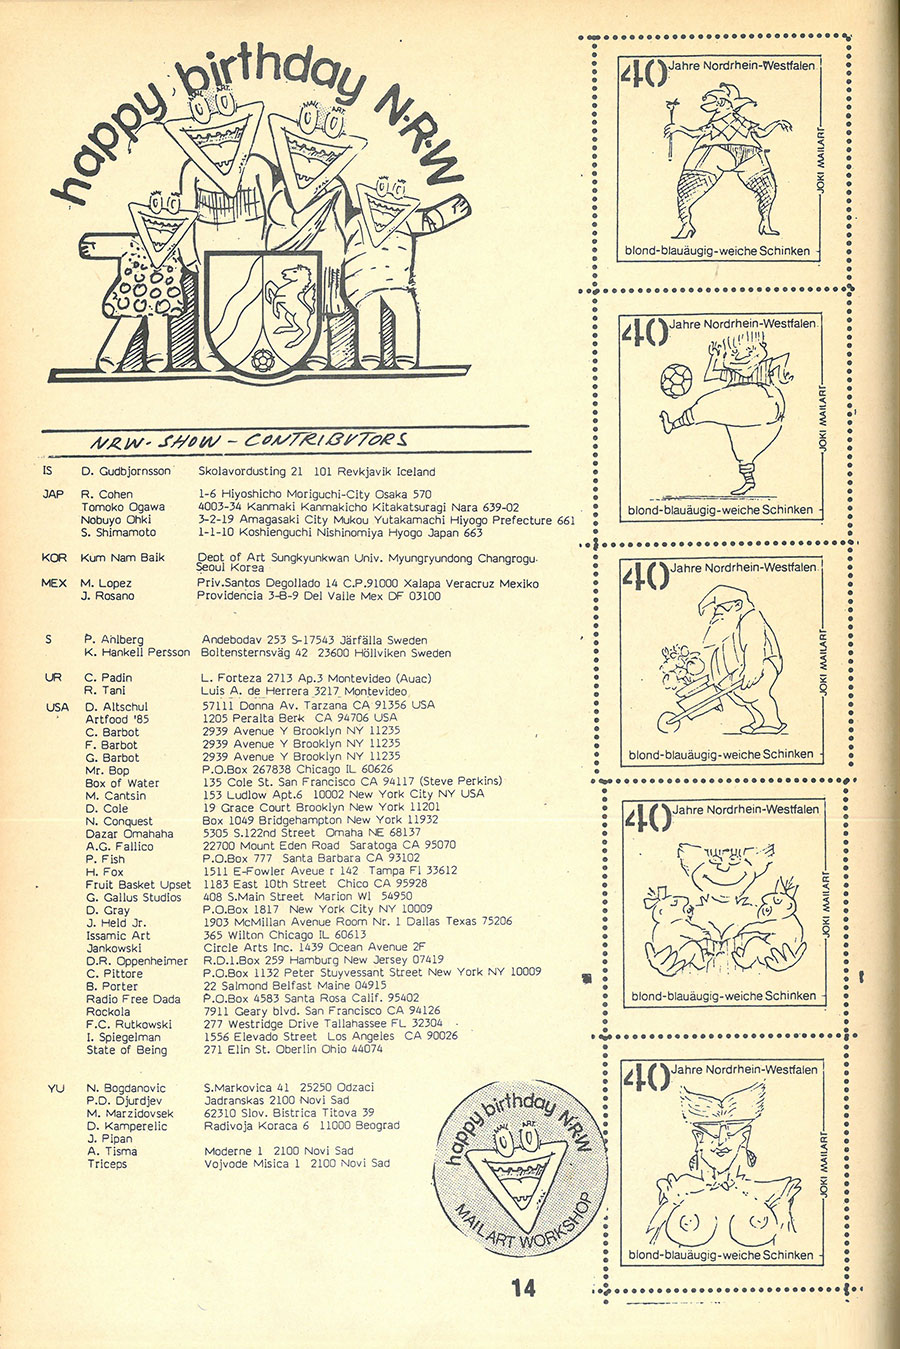 happy birthday N·R·W
MAIL ART
NRW-SHOW-CONTRIBUTORS
IS D. Gudbjornsson Skolavordusting 21 101 Revkjavik Iceland
JAP R. Cohen 1-6 Hiyoshicho Moriguchi-City Osaka 570
Tomoko Ogawa 4003-34 Kanmaki Kanmakicho Kitakatsuragi Nara 639-02
Nobuyo Ohki 3-2-19 Amagasaki City Mukou Yutakamachi Hiyogo Prefecture 661
S. Shimamoto 1-1-10 Koshienguchi Nishinomiya Hyogo Japan 663
KOR Kum Nam Baik Deot of Art Sungkyunkwan Univ. Myungryundong Changrogu.
Seoul Korea
MEX M. Lopez Priv.Santos Degollado 14 C.P.91000 Xalapa Veracruz Mexiko
J. Rosano Providencia 3-8-9 Del Valle Mex DF 03100
S P. Ahlberg Andebodav 253 S-17543 Järfälla Sweden
K. Hankell Persson Boltensternsväg 42 23600 Höllviken Sweden
UR C. Padin L. Forteza 2713 Ap.3 Montevideo (Auac)
R. Tani Luis A. de Herrera 3217 Montevideo
USA D. Altschul 57111 Donna Av. Tarzana CA 91356 USA
Artfood '85 1205 Peralta Berk CA 94706 USA
C. Barbot 2939 Avenue Y Brooklyn NY 11235
F. Barbot 2939 Avenue Y Brooklyn NY 11235
G. Barbot 2939 Avenue Y Brooklyn NY 11235
Mr. Bop P.O.Box 267838 Chicago IL 60626
Box of Water 135 Cole St. San Francisco CA 94117 (Steve Perkins)
M. Cantsin 153 Ludlow Apt.6 10002 New York City NY USA
D. Cole 19 Grace Court Brooklyn New York 11201
N. Conquest Box 1049 Bridgehampton New York 11932
Dazar Omahaha 5305 S.122nd Street Omaha NE 68137
A.G. Fallico 22700 Mount Eden Road Saratoga CA 95070
P. Fish P.O.Box 777 Santa Barbara CA 93102
H. Fox 1511 E-Fowler Aveue r 142 Tampa Fl 33612
Fruit Basket Upset 1183 East 10th Street Chico CA 95928
G. Gallus Studios 408 S.Main Street Marion WI 54950
D. Gray P.O.Box 1817 New York City NY 10009
J. Held Jr. 1903 McMillan Avenue Room Nr. 1 Dallas Texas 75206
Issamic Art 365 Wilton Chicago IL 60613
Jankowski Circle Arts Inc. 1439 Ocean Avenue 2F
D.R. Oppenheimer R.D.1.Box 259 Hamburg New Jersey 07419
C. Pittore P.O.Box 1132 Peter Stuyvessant Street New York NY 10009
B. Porter 22 Salmond Belfast Maine 04915
Radio Free Dada P.O.Box 4583 Santa Rosa Calif. 95402
Rockola 7911 Geary blvd. San Francisco CA 94126
F.C. Rutkowski 277 Westridge Drive Tallahassee FL 32304
I. Spiegelman 1556 Elevado Street Los Angeles CA 90026
State of Being 271 Elin St. Oberlin Ohio 44074
YU N. Bogdanovic S.Markovica 41 25250 Odzaci
P.D. Djurdjev Jadranskas 2100 Novi Sad
M. Marzidovsek 62310 Slov. Bistrica Titova 39
D. Kamperelic Radivoja Koraca 6 11000 Beograd
J. Pipan
A. Tisma Moderne 1 2100 Novi Sad
Triceps Vojvode Misica 1 2100 Novi Sad
happy birthday N·R·W
MAIL ART
MAIL ART WORKSHOP
14
40 Jahre Nordrhein-Westfalen
JOKI MAILART
blond-blauäugig-weiche Schinken
40 Jahre Nordrhein-Westfalen
JOKI MAILART
blond-blauäugig-weiche Schinken
40 Jahre Nordrhein-Westfalen
JOKI MAILART
blond-blauäugig-weiche Schinken
40 Jahre Nordrhein-Westfalen
JOKI MAILART
blond-blauäugig-weiche Schinken
40 Jahre Nordrhein-Westfalen
JOKI MAILART
blond-blauäugig-weiche Schinken